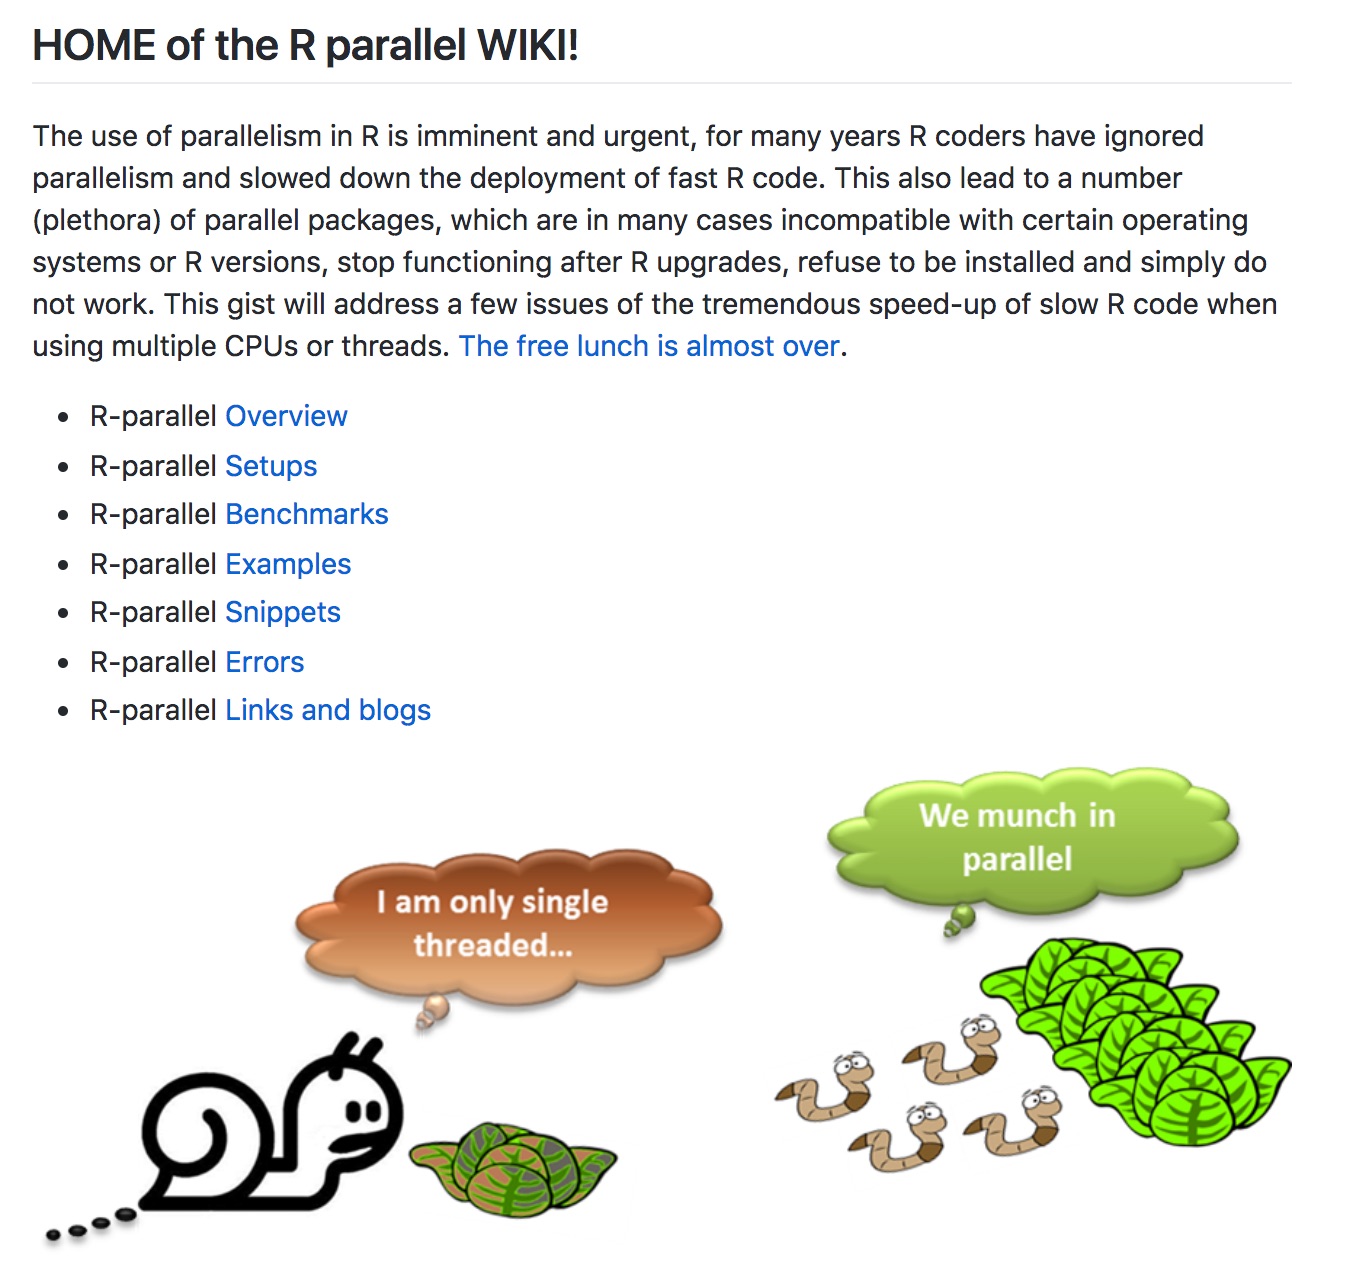 HOME of the R parallel WIKI!
The use of parallelism in R is imminent and urgent, for many years R coders have ignored
parallelism and slowed down the deployment of fast R code. This also lead to a number
(plethora) of parallel packages, which are in many cases incompatible with certain operating
systems or R versions, stop functioning after R upgrades, refuse to be installed and simply do
not work. This gist will address a few issues of the tremendous speed-up of slow R code when
using multiple CPUs or threads. The free lunch is almost over.
• R-parallel Overview
• R-parallel Setups
• R-parallel Benchmarks
• R-parallel Examples
• R-parallel Snippets
• R-parallel Errors
• R-parallel Links and blogs
I am only single
threaded...
We munch in
parallel